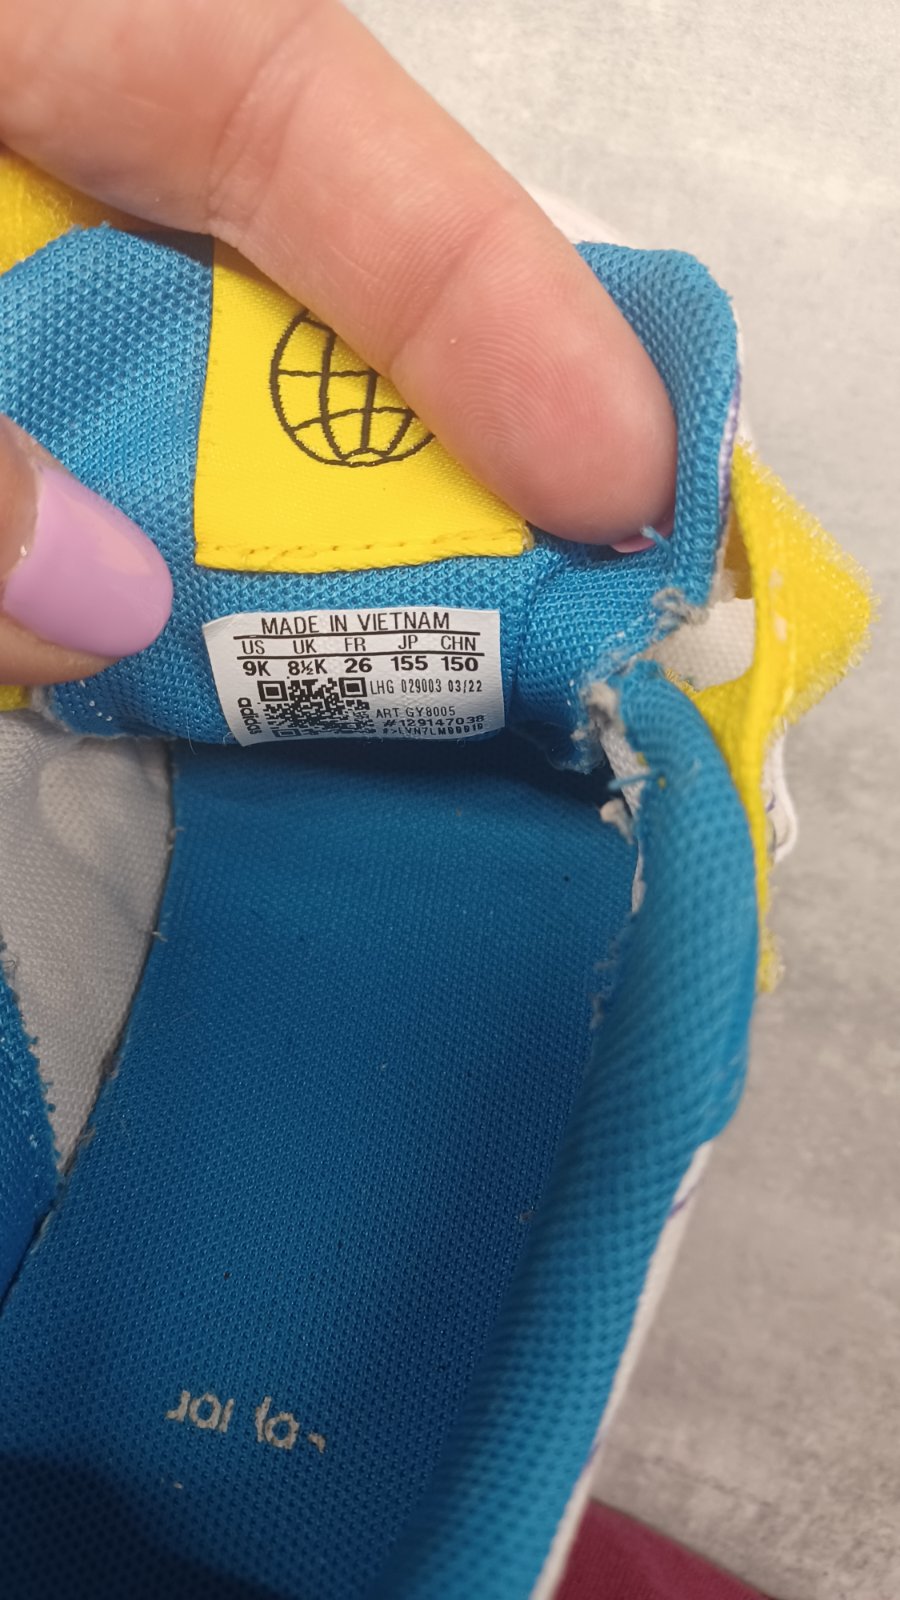 MADE IN VIETNAM
US UK FR JP CHN
9K 8½K 26 155 150
LHG 029003 03/22
adidas
ART GY8005
#129147038